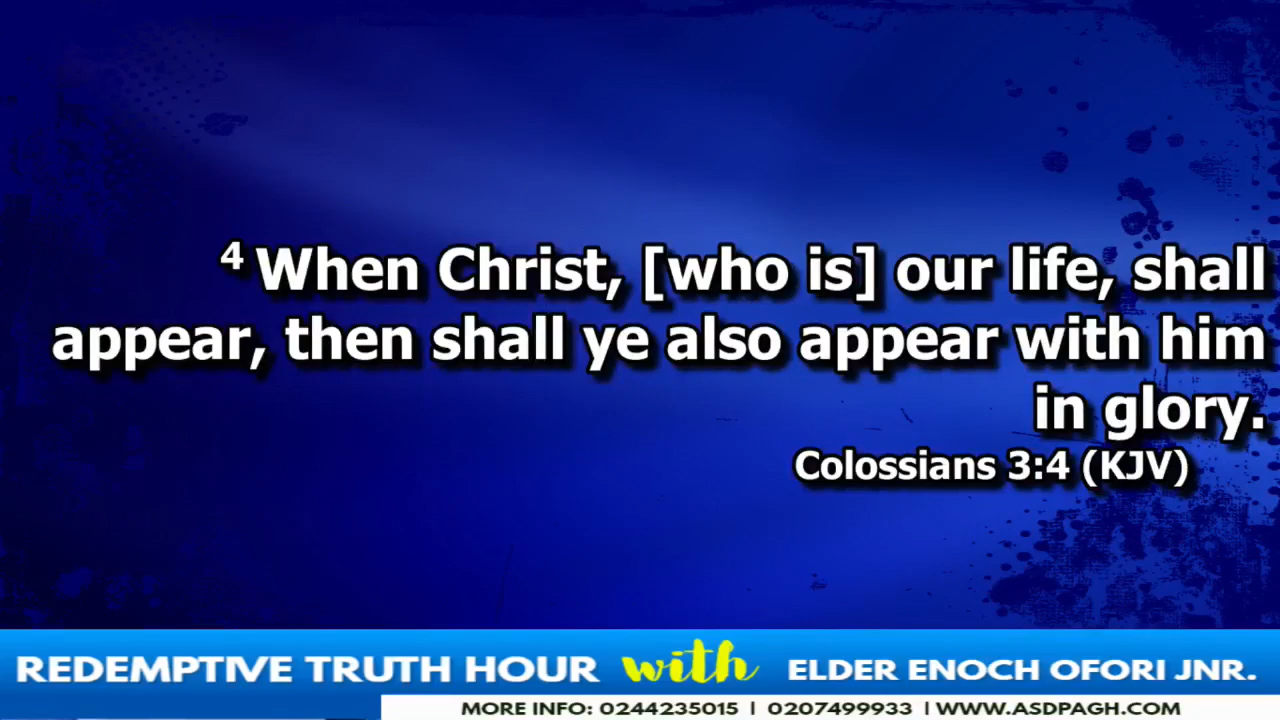 4 When Christ, [who is] our life, shall
appear, then shall ye also appear with him
in glory.
Colossians 3:4 (KJV)
REDEMPTIVE TRUTH HOUR with ELDER ENOCH OFORI JNR.
MORE INFO: 0244235015 | 0207499933 | WWW.ASDPAGH.COM